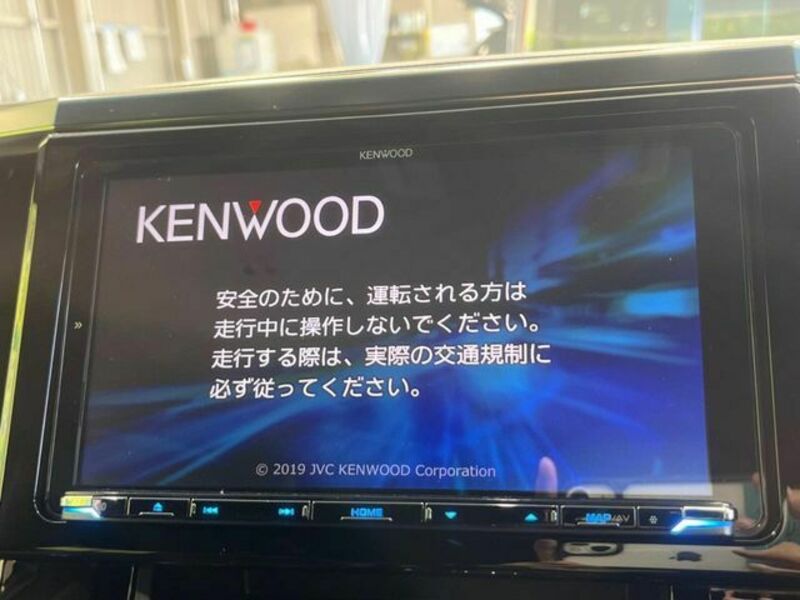 KENWOOD
KENWOOD
安全のために、運転される方は
走行中に操作しないでください。
走行する際は、実際の交通規制に
必ず従ってください。
© 2019 JVC KENWOOD Corporation
HOME
MAP/AV